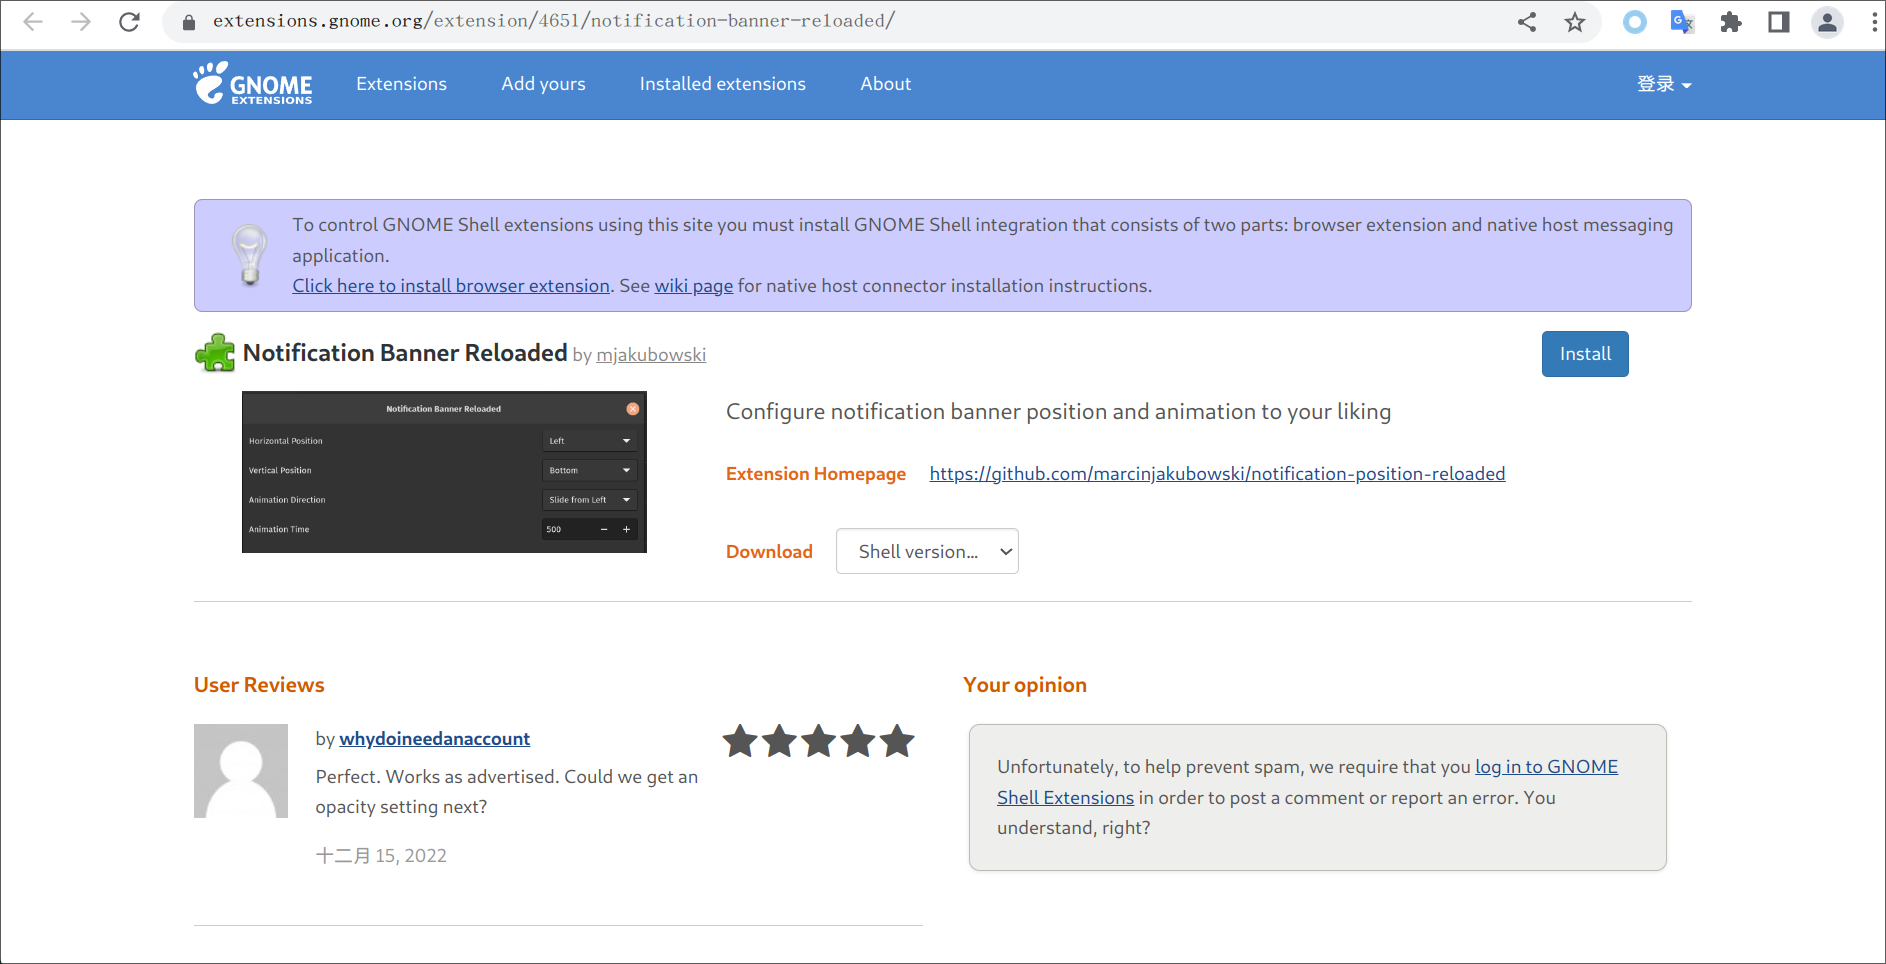 extensions.gnome.org/extension/4651/notification-banner-reloaded/
GNOME
EXTENSIONS
Extensions
Add yours
Installed extensions
About
登录
To control GNOME Shell extensions using this site you must install GNOME Shell integration that consists of two parts: browser extension and native host messaging
application.
Click here to install browser extension. See wiki page for native host connector installation instructions.
Notification Banner Reloaded by mjakubowski
Install
Notification Banner Reloaded
Horizontal Position
Left
Vertical Position
Bottom
Animation Direction
Slide from Left
Animation Time
500 − +
Configure notification banner position and animation to your liking
Extension Homepage https://github.com/marcinjakubowski/notification-position-reloaded
Download
Shell version...
User Reviews
by whydoineedanaccount
Perfect. Works as advertised. Could we get an
opacity setting next?
十二月 15, 2022
Your opinion
Unfortunately, to help prevent spam, we require that you log in to GNOME
Shell Extensions in order to post a comment or report an error. You
understand, right?